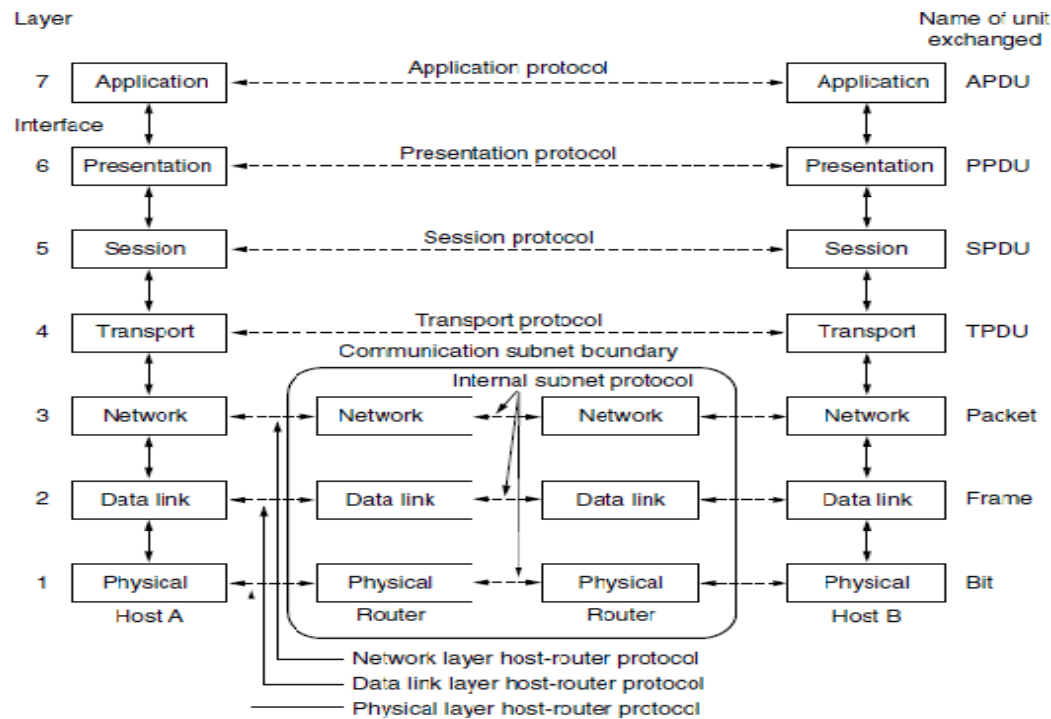 Layer
Name of unit
exchanged
7 Application Application protocol Application APDU
Interface
6 Presentation Presentation protocol Presentation PPDU
5 Session Session protocol Session SPDU
4 Transport Transport protocol Transport TPDU
Communication subnet boundary
Internal subnet protocol
3 Network Network Network Network Packet
2 Data link Data link Data link Data link Frame
1 Physical Physical Physical Physical Bit
Host A Router Router Host B
Network layer host-router protocol
Data link layer host-router protocol
Physical layer host-router protocol